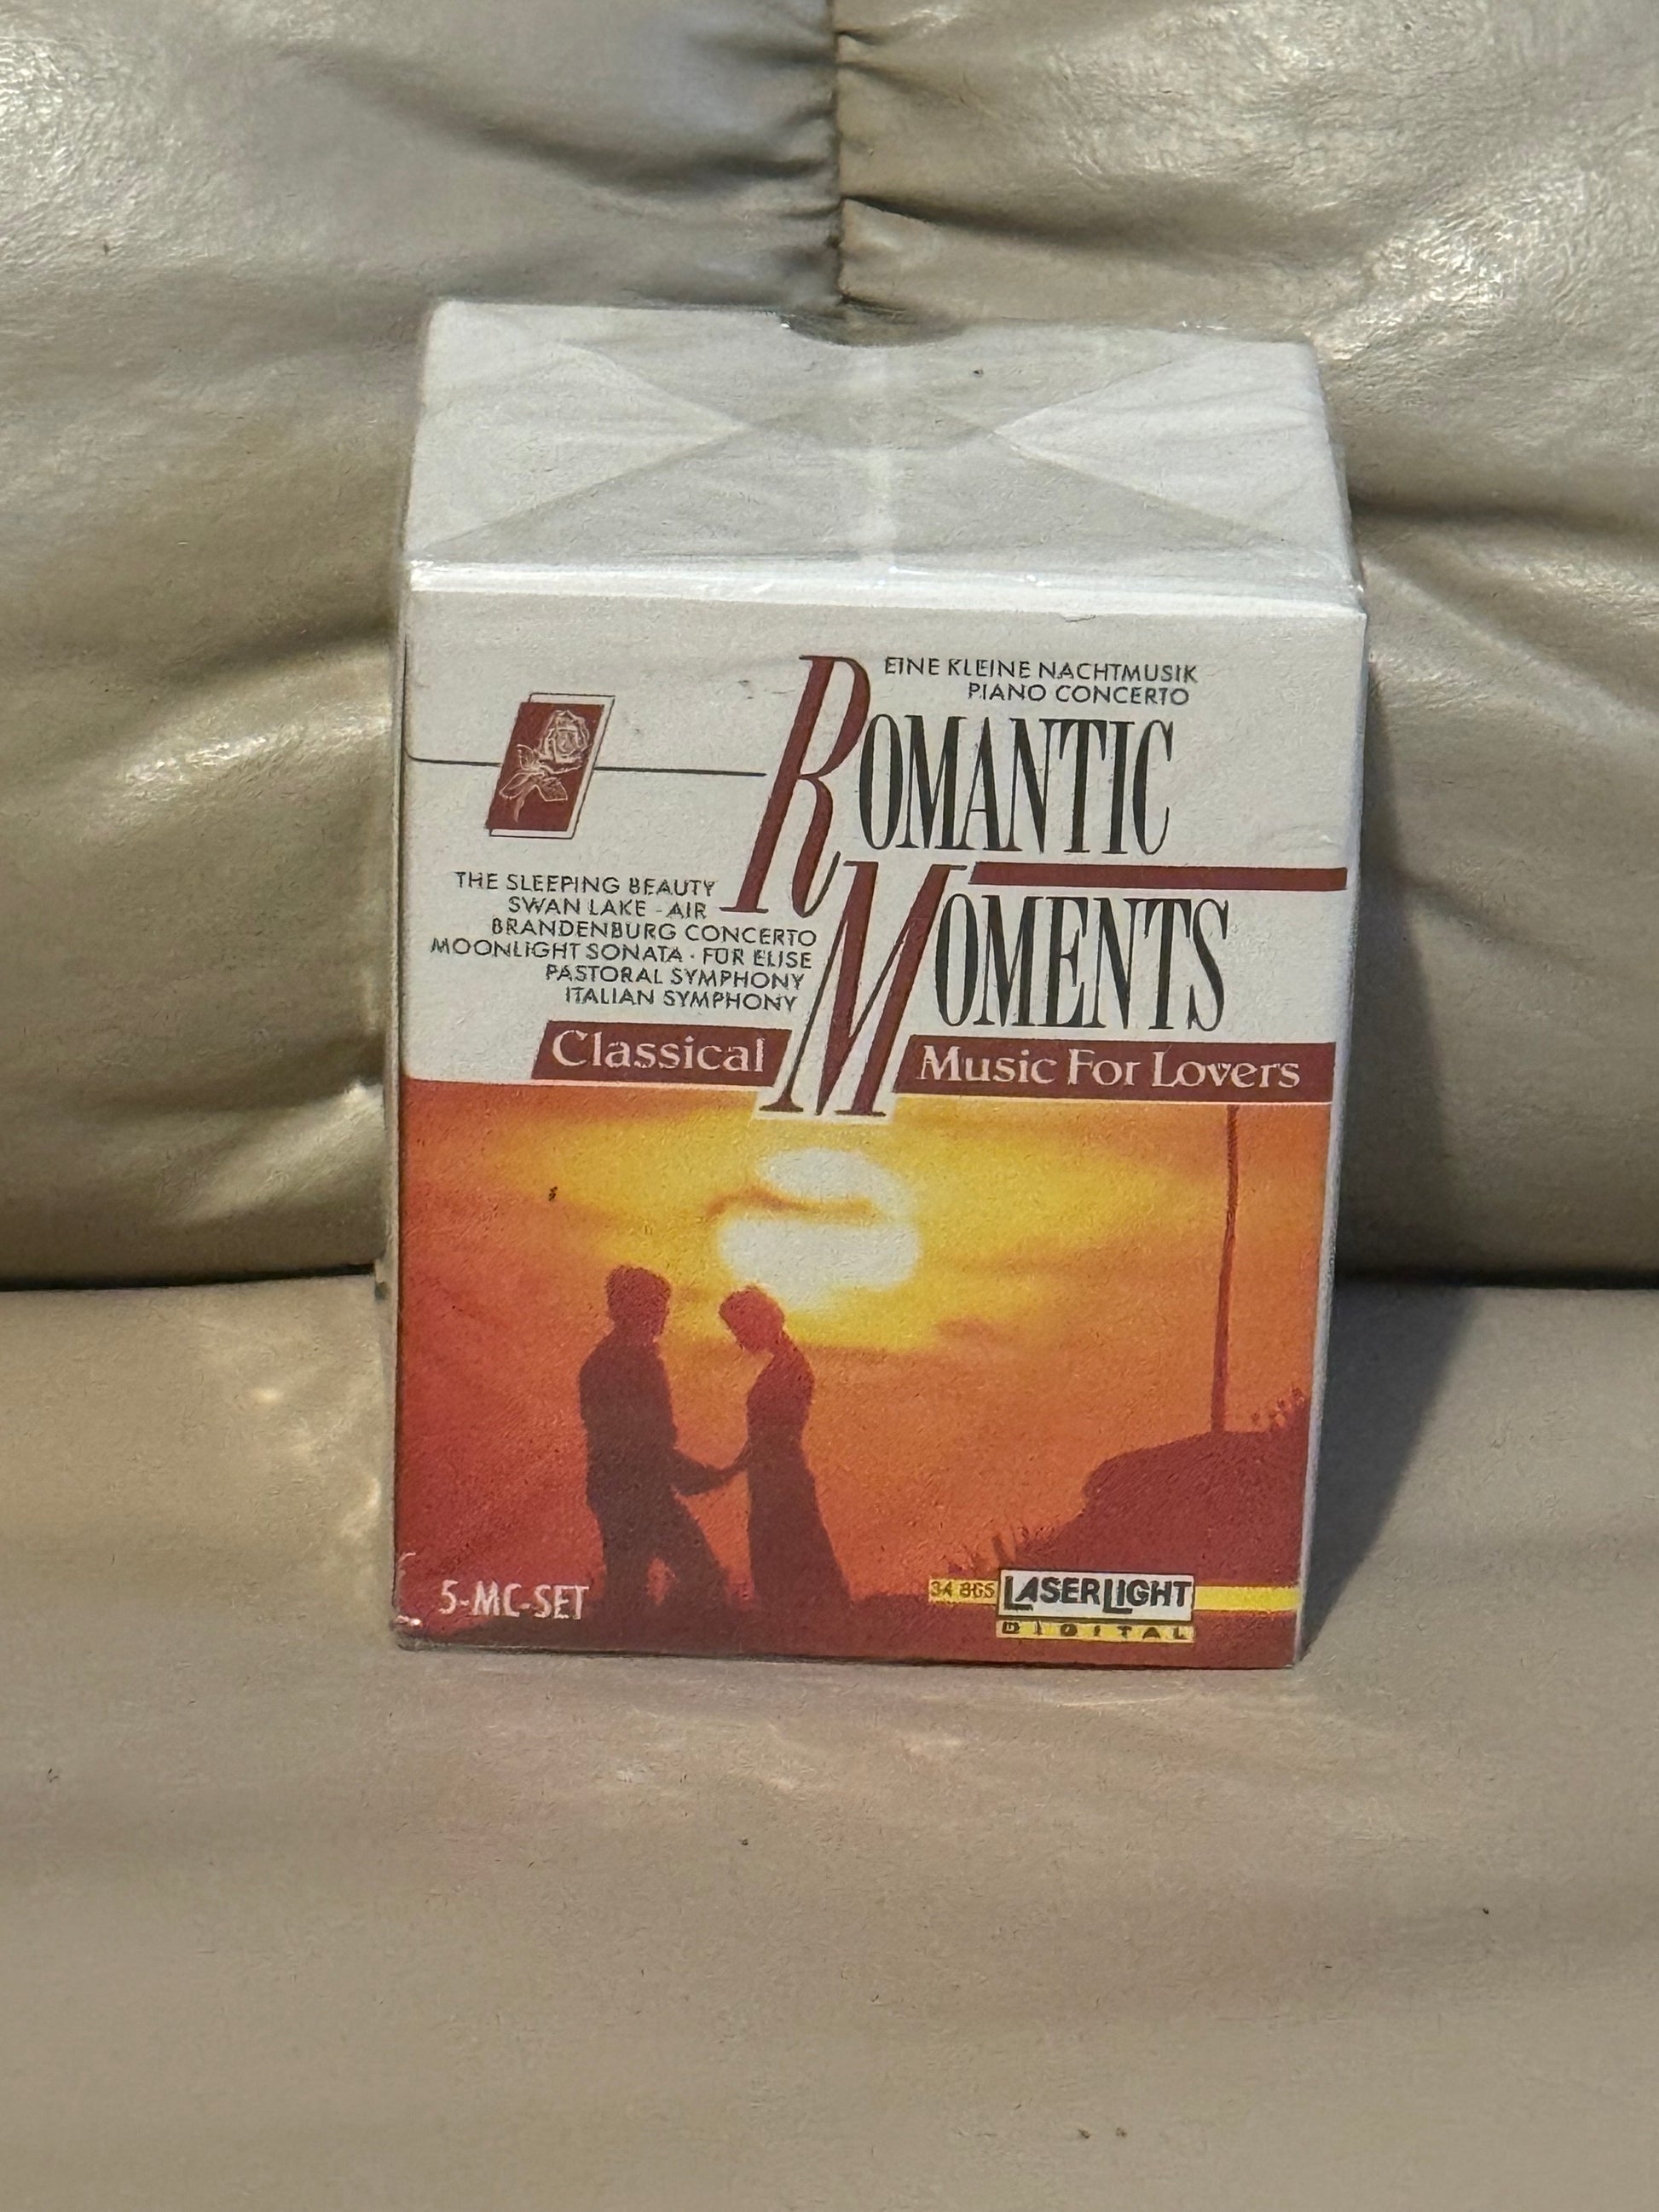 EINE KLEINE NACHTMUSIK
PIANO CONCERTO
ROMANTIC
MOMENTS
THE SLEEPING BEAUTY
SWAN LAKE - AIR
BRANDENBURG CONCERTO
MOONLIGHT SONATA · FÜR ELISE
PASTORAL SYMPHONY
ITALIAN SYMPHONY
Classical Music For Lovers
5-MC-SET
34 865 LASERLIGHT
DIGITAL